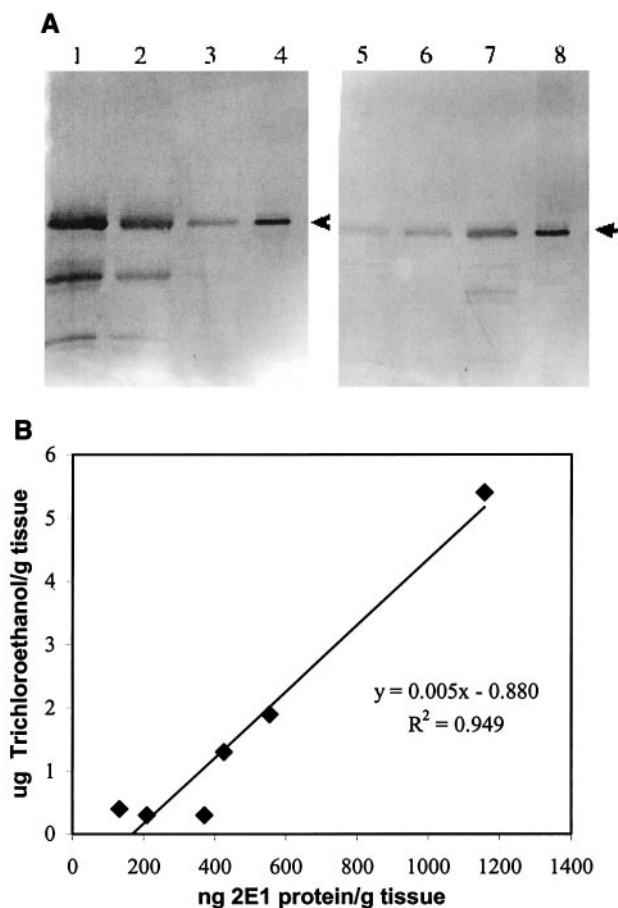 A
1 2 3 4 5 6 7 8
B
6
5
4
3
2
1
0
ug Trichloroethanol/g tissue
y = 0.005x - 0.880
R² = 0.949
0 200 400 600 800 1000 1200 1400
ng 2E1 protein/g tissue